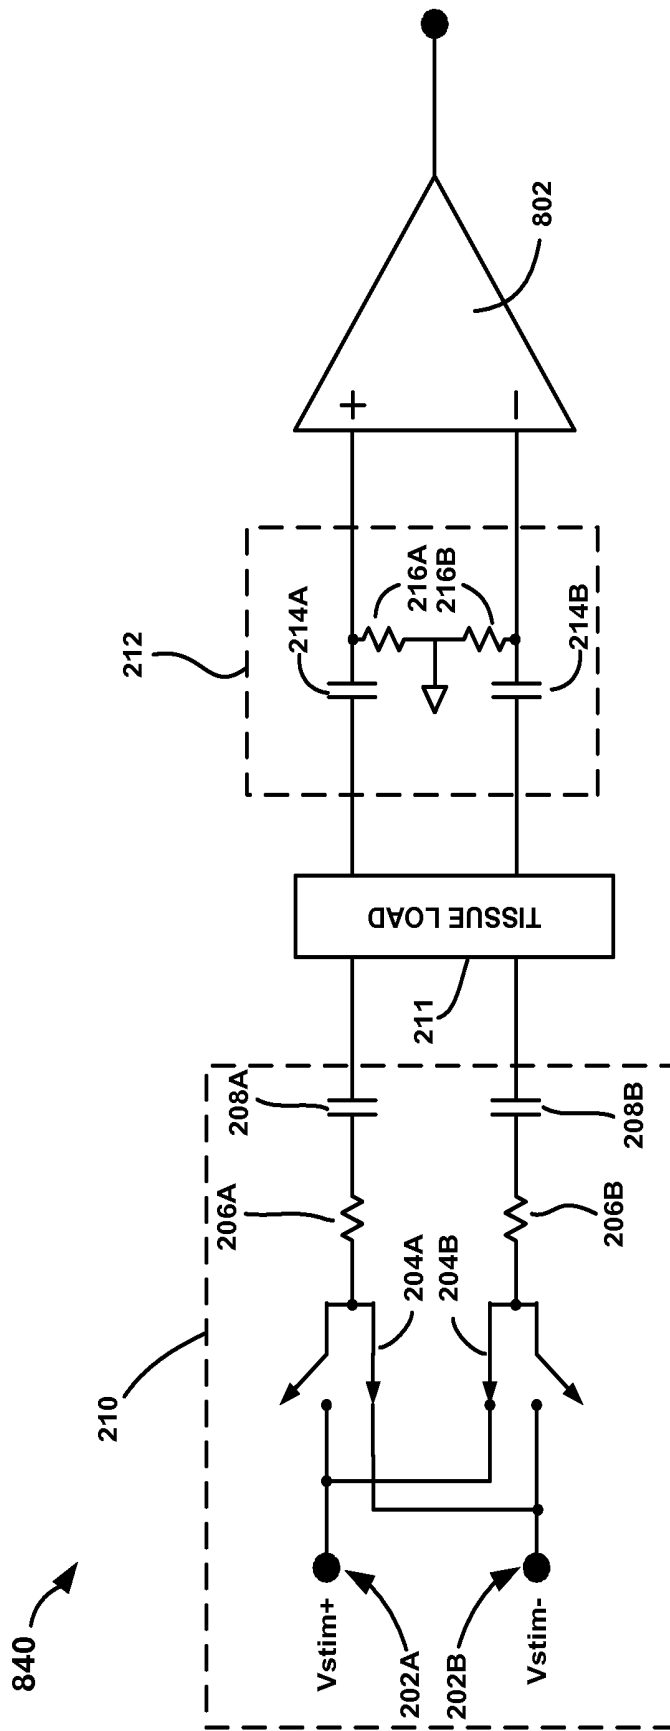 840
210
Vstim+
202A
202B
Vstim-
204A
204B
206A
206B
208A
208B
211
TISSUE LOAD
212
214A
216A
216B
214B
+
–
802